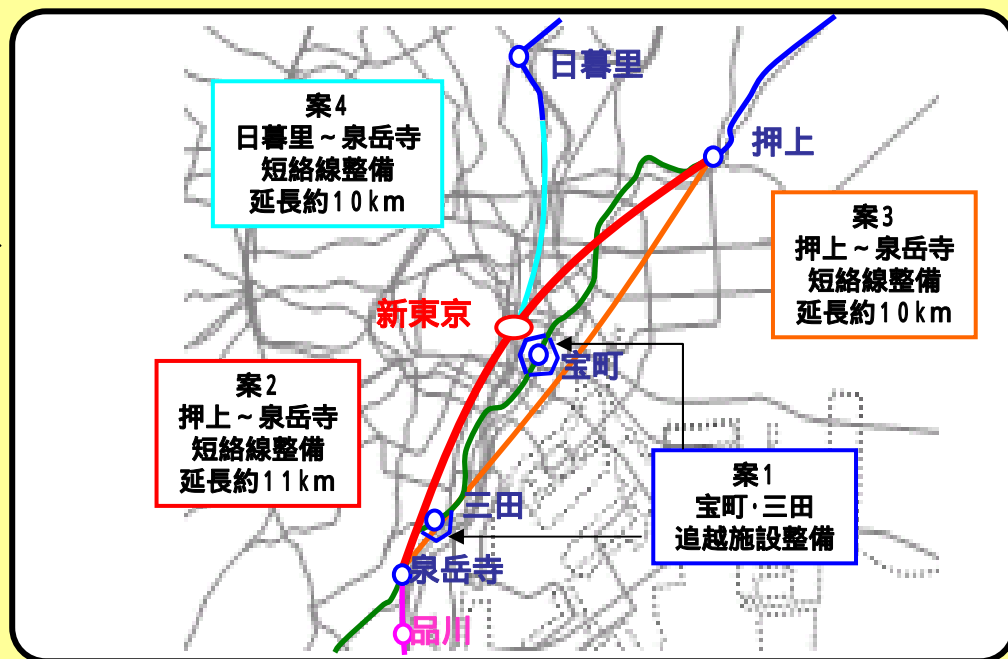 日暮里
案4
日暮里～泉岳寺
短絡線整備
延長約10km
押上
案3
押上～泉岳寺
短絡線整備
延長約10km
新東京
宝町
案2
押上～泉岳寺
短絡線整備
延長約11km
案1
宝町･三田
追越施設整備
三田
泉岳寺
品川